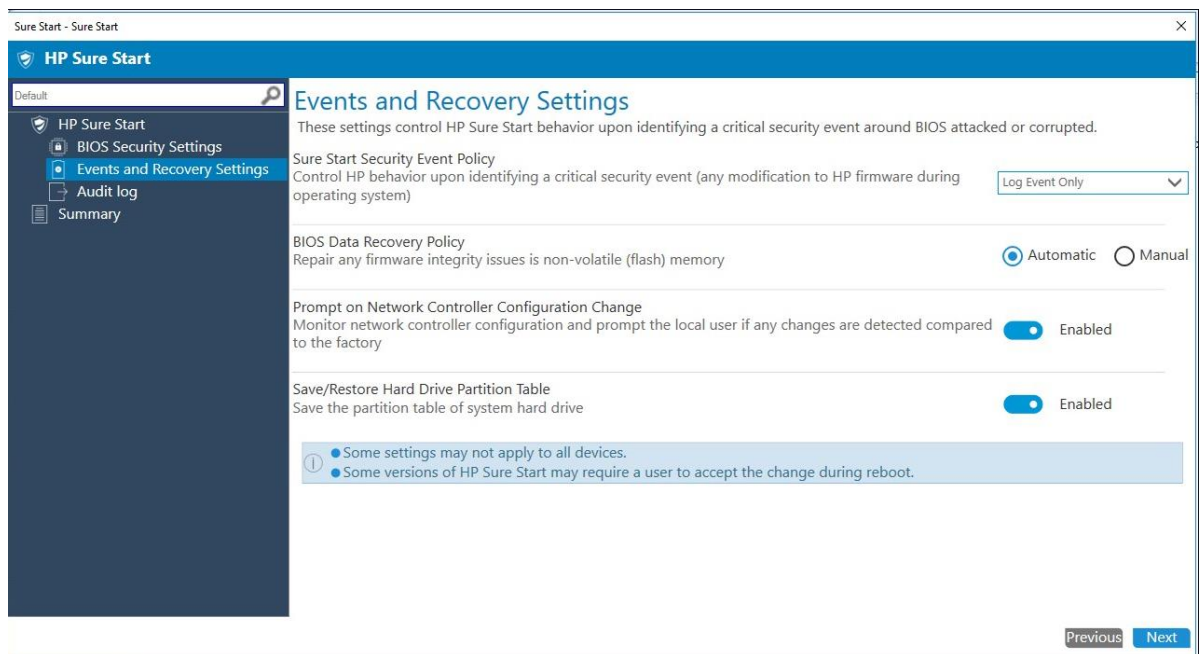 Sure Start - Sure Start
HP Sure Start
Default
HP Sure Start
BIOS Security Settings
Events and Recovery Settings
Audit log
Summary
Events and Recovery Settings
These settings control HP Sure Start behavior upon identifying a critical security event around BIOS attacked or corrupted.
Sure Start Security Event Policy
Control HP behavior upon identifying a critical security event (any modification to HP firmware during
operating system)
Log Event Only
BIOS Data Recovery Policy
Repair any firmware integrity issues is non-volatile (flash) memory
Automatic Manual
Prompt on Network Controller Configuration Change
Monitor network controller configuration and prompt the local user if any changes are detected compared
to the factory
Enabled
Save/Restore Hard Drive Partition Table
Save the partition table of system hard drive
Enabled
Some settings may not apply to all devices.
Some versions of HP Sure Start may require a user to accept the change during reboot.
Previous Next